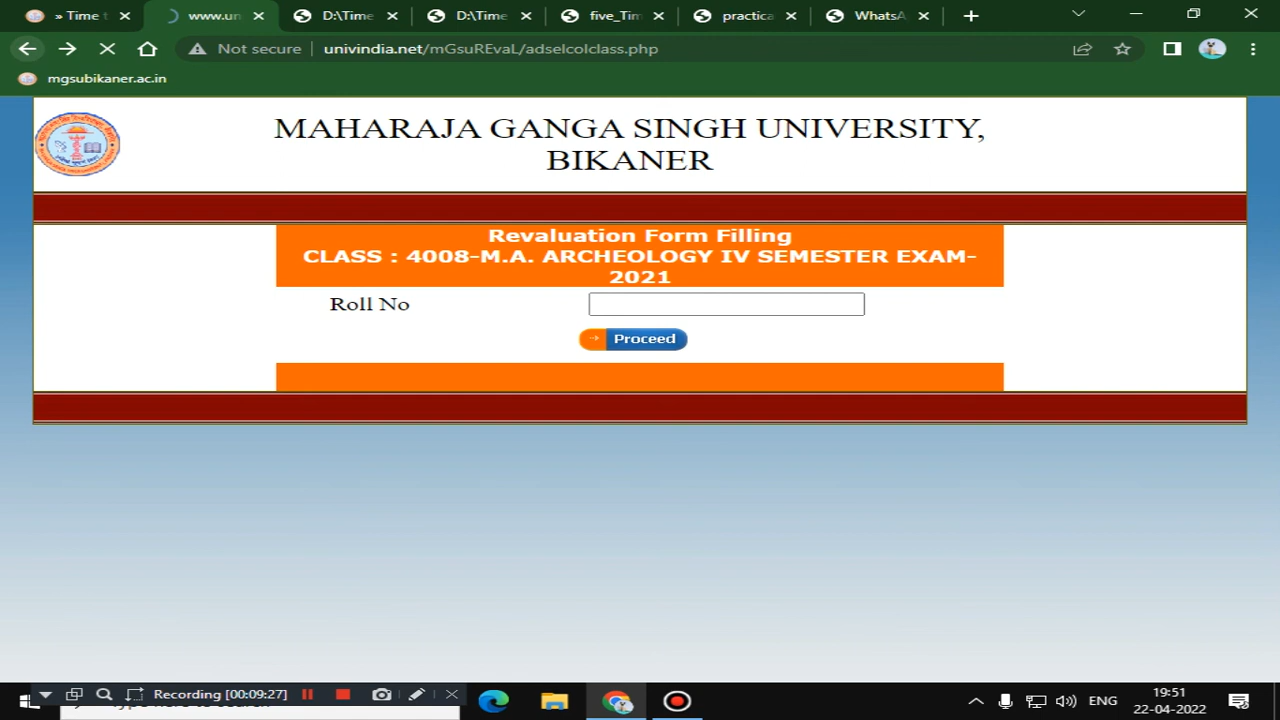 » Time t
www.un
D:\Time
D:\Time
five_Tim
practica
WhatsA
Not secure
univindia.net/mGsuREvaL/adselcolclass.php
mgsubikaner.ac.in
MAHARAJA GANGA SINGH UNIVERSITY,
BIKANER
Revaluation Form Filling
CLASS : 4008-M.A. ARCHEOLOGY IV SEMESTER EXAM-
2021
Roll No
Proceed
Recording [00:09:27]
ENG
19:51
22-04-2022